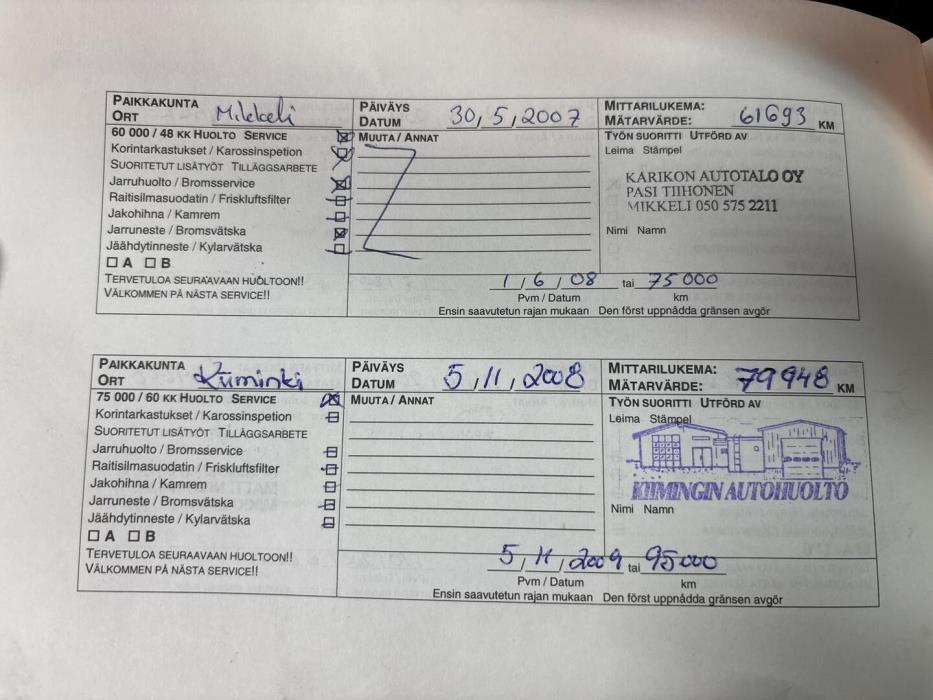 PAIKKAKUNTA
ORT Mikkeli
PÄIVÄYS
DATUM 30, 5, 2007
MITTARILUKEMA:
MÄTARVÄRDE: 61693 KM
60 000 / 48 KK HUOLTO SERVICE
Korintarkastukset / Karossinspetion
SUORITETUT LISÄTYÖT TILLÄGGSARBETE
Jarruhuolto / Bromsservice
Raitisilmasuodatin / Friskluftsfilter
Jakohihna / Kamrem
Jarruneste / Bromsvätska
Jäähdytinneste / Kylarvätska
A B
TERVETULOA SEURAAVAAN HUOLTOON!!
VÄLKOMMEN PÅ NÄSTA SERVICE!!
MUUTA / ANNAT
TYÖN SUORITTI UTFÖRD AV
Leima Stämpel
KARIKON AUTOTALO OY
PASI TIIHONEN
MIKKELI 050 575 2211
Nimi Namn
1, 6, 08 tai 75 000
Pvm / Datum km
Ensin saavutetun rajan mukaan Den först uppnådda gränsen avgör
PAIKKAKUNTA
ORT Kiiminki
PÄIVÄYS
DATUM 5, 11, 2008
MITTARILUKEMA:
MÄTARVÄRDE: 79948 KM
75 000 / 60 KK HUOLTO SERVICE
Korintarkastukset / Karossinspetion
SUORITETUT LISÄTYÖT TILLÄGGSARBETE
Jarruhuolto / Bromsservice
Raitisilmasuodatin / Friskluftsfilter
Jakohihna / Kamrem
Jarruneste / Bromsvätska
Jäähdytinneste / Kylarvätska
A B
TERVETULOA SEURAAVAAN HUOLTOON!!
VÄLKOMMEN PÅ NÄSTA SERVICE!!
MUUTA / ANNAT
TYÖN SUORITTI UTFÖRD AV
Leima Stämpel
KIIMINGIN AUTOHUOLTO
Nimi Namn
5, 11, 2009 tai 95000
Pvm / Datum km
Ensin saavutetun rajan mukaan Den först uppnådda gränsen avgör